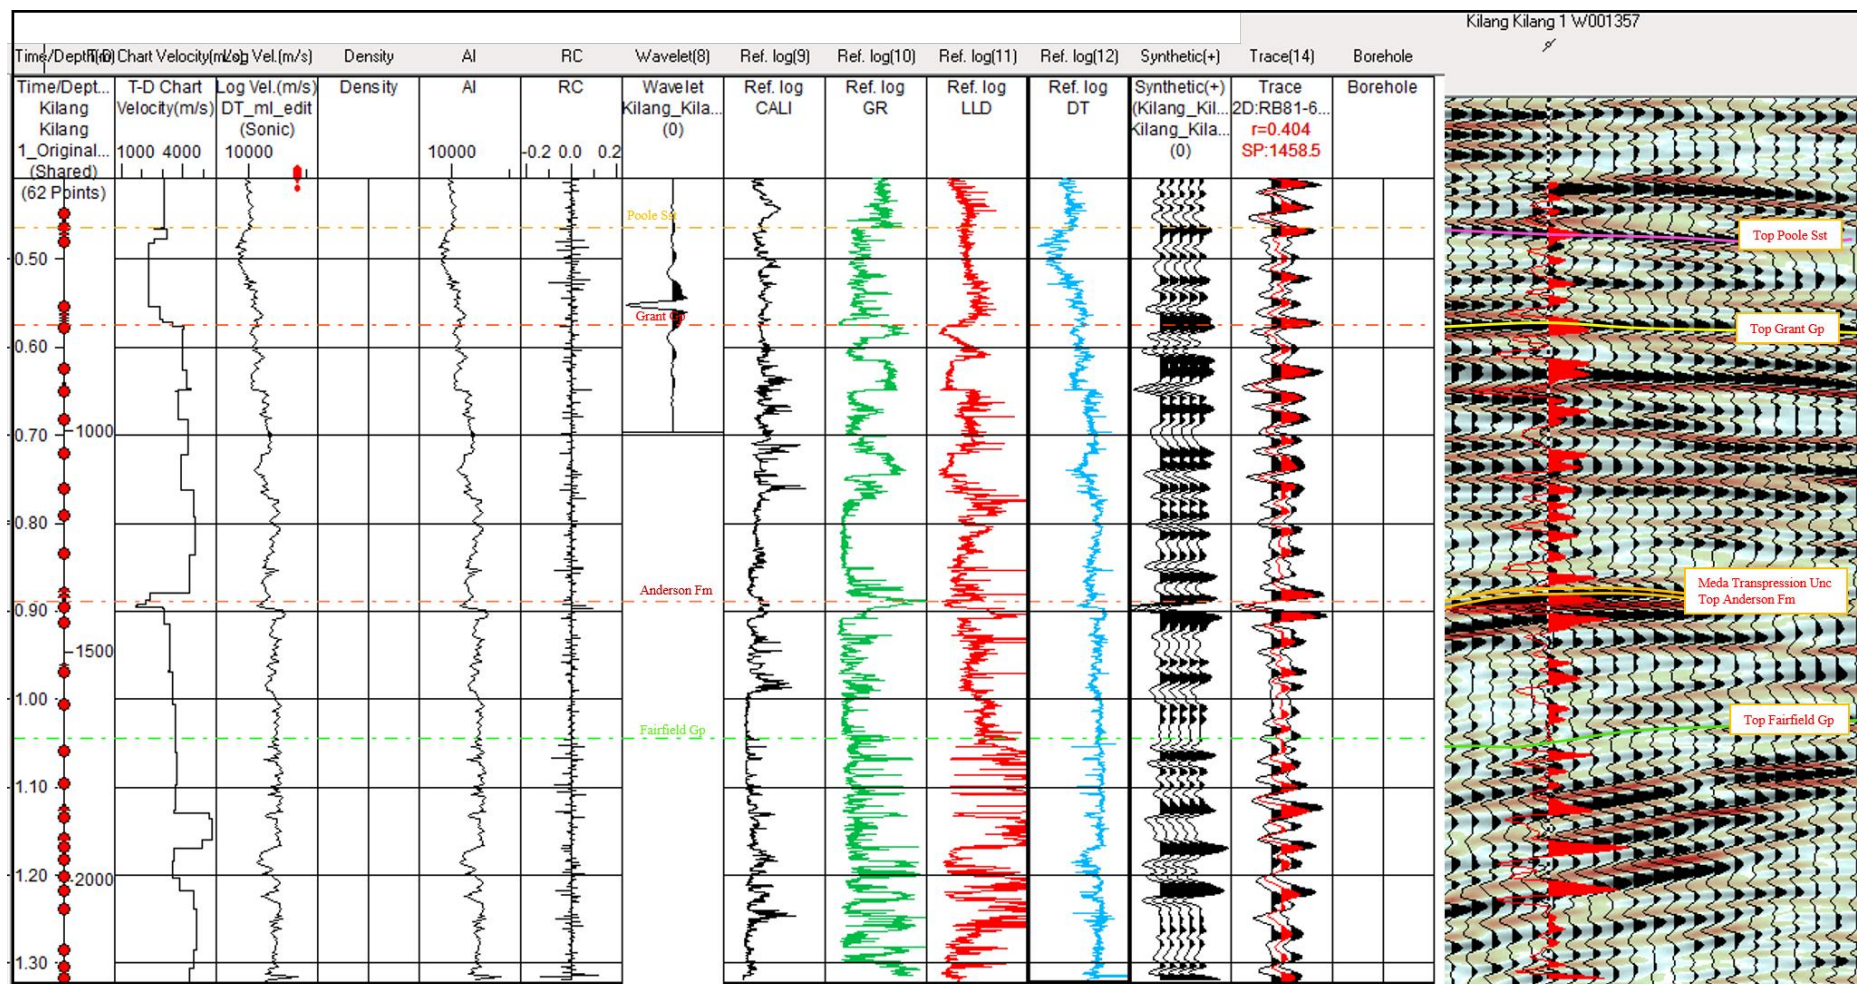 Kilang Kilang 1 W001357
Time/Depth(m) Chart Velocity(m/s) Log Vel.(m/s) Density AI RC Wavelet(8) Ref. log(9) Ref. log(10) Ref. log(11) Ref. log(12) Synthetic(+) Trace(14) Borehole
Time/Dept... T-D Chart Log Vel.(m/s) Density AI RC Wavelet Ref. log Ref. log Ref. log Ref. log Synthetic(+) Trace Borehole
Kilang Velocity(m/s) DT_ml_edit Kilang_Kila... CALI GR LLD DT (Kilang_Kil... 2D:RB81-6...
Kilang (Sonic) (0) Kilang_Kila... r=0.404
1_Original... 1000 4000 10000 10000 -0.2 0.0 0.2 (0) SP:1458.5
(Shared)
(62 Points)
Poole Sst
Top Poole Sst
0.50
Grant Gp
Top Grant Gp
0.60
0.70 1000
0.80
Anderson Fm
Meda Transpression Unc
Top Anderson Fm
0.90
1500
1.00
Fairfield Gp
Top Fairfield Gp
1.10
1.20 2000
1.30